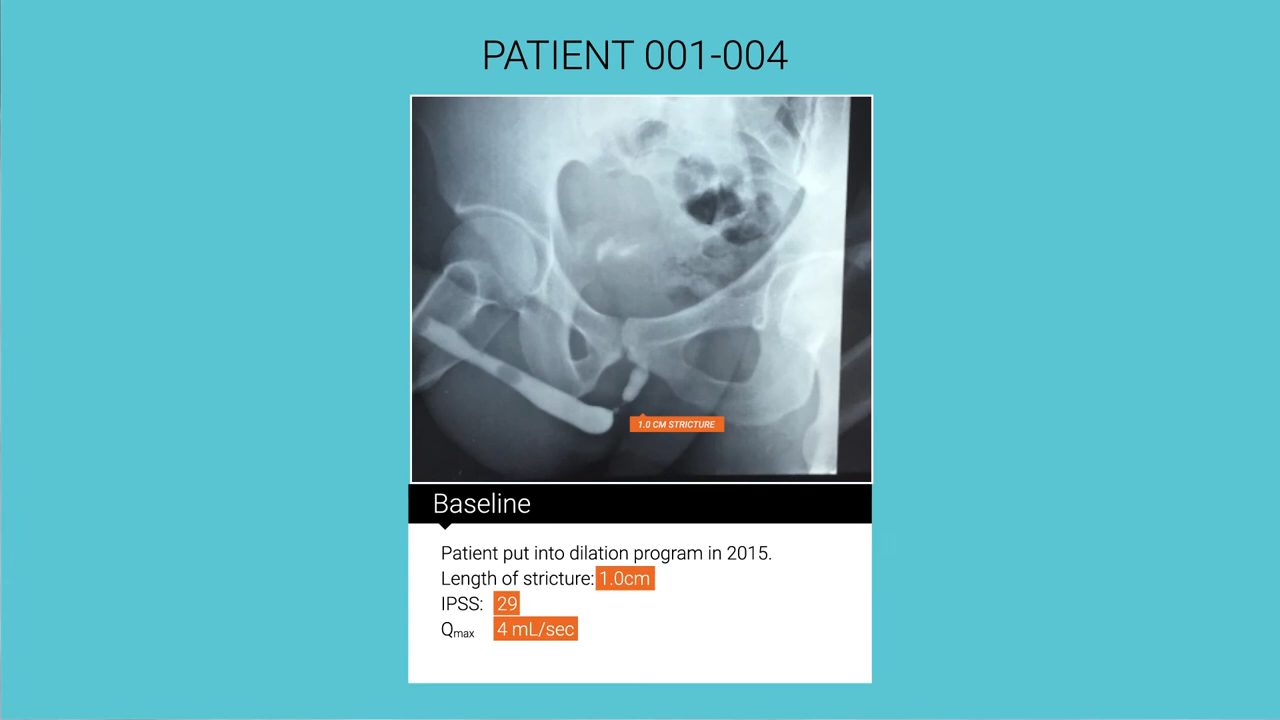 PATIENT 001-004
1.0 CM STRICTURE
Baseline
Patient put into dilation program in 2015.
Length of stricture: 1.0cm
IPSS: 29
Qmax 4 mL/sec